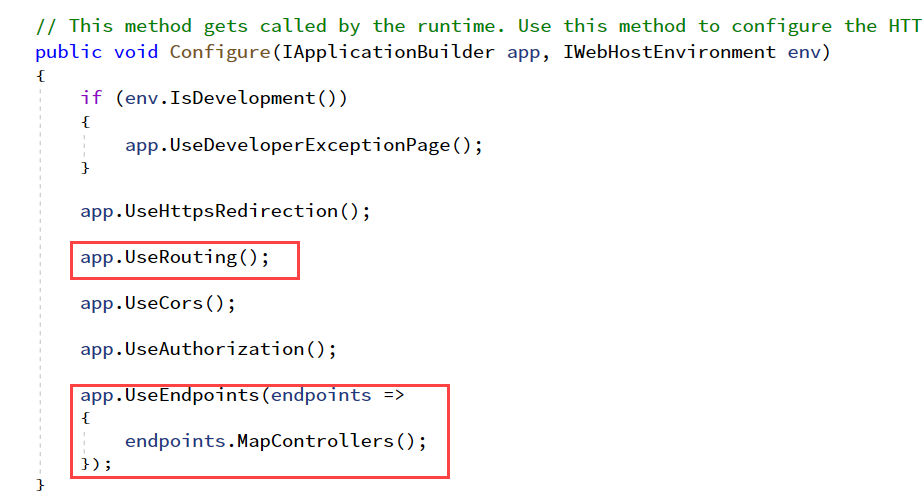 // This method gets called by the runtime. Use this method to configure the HTT
public void Configure(IApplicationBuilder app, IWebHostEnvironment env)
{
if (env.IsDevelopment())
{
app.UseDeveloperExceptionPage();
}
app.UseHttpsRedirection();
app.UseRouting();
app.UseCors();
app.UseAuthorization();
app.UseEndpoints(endpoints =>
{
endpoints.MapControllers();
});
}